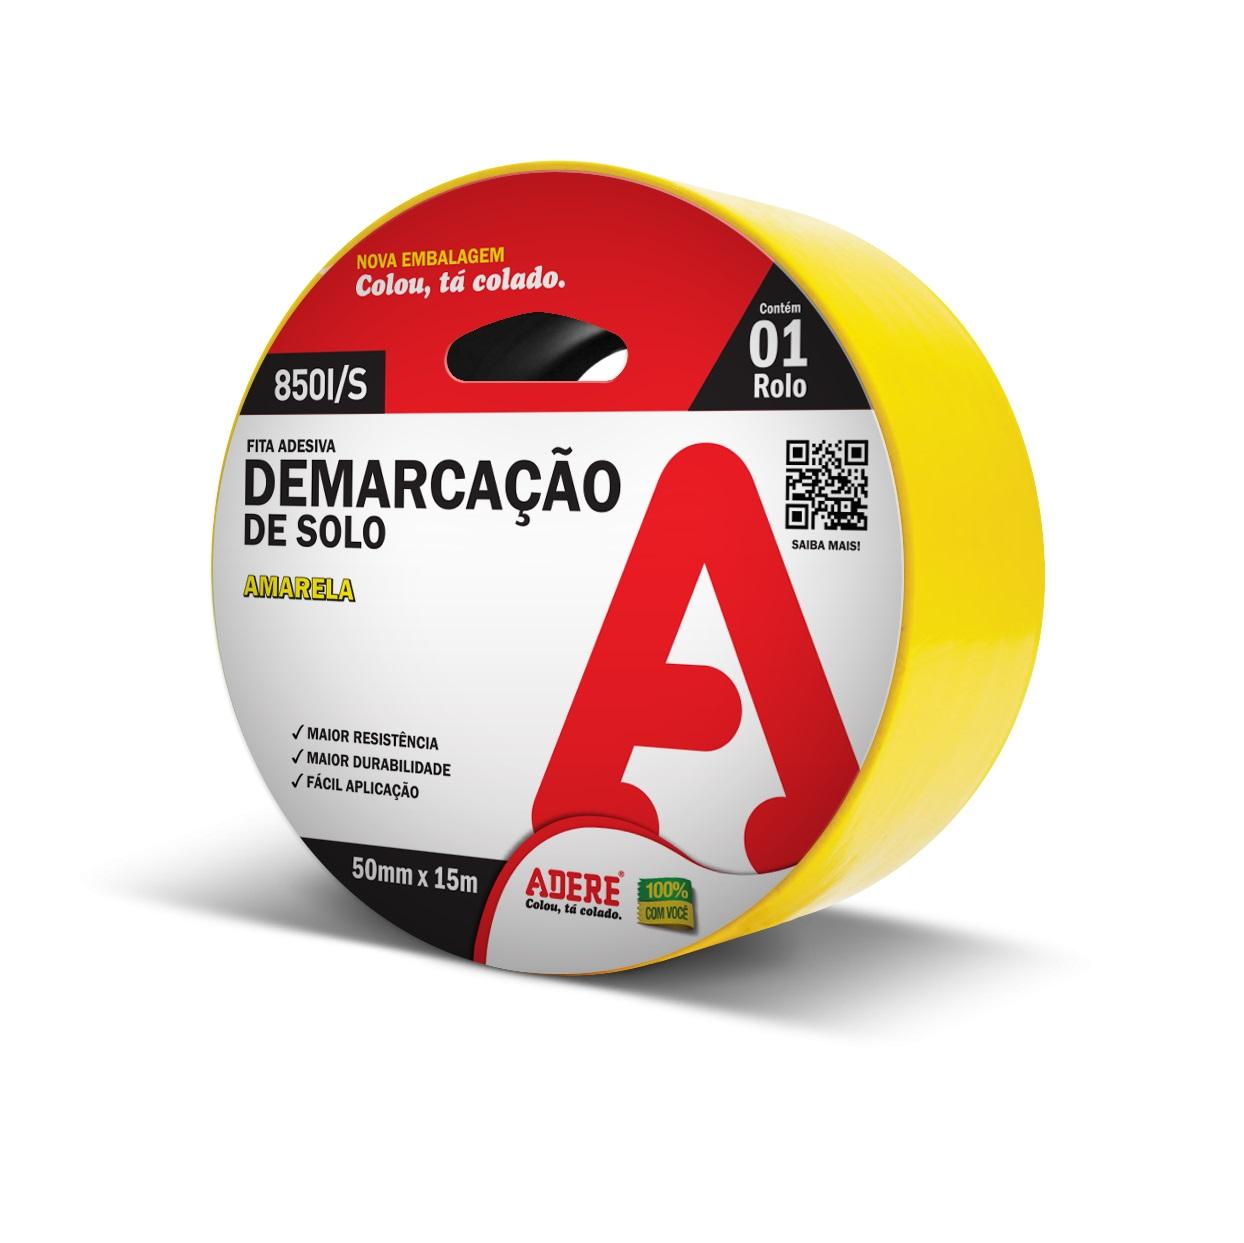 NOVA EMBALAGEM
Colou, tá colado.
Contém
01
Rolo
850I/S
FITA ADESIVA
DEMARCAÇÃO
DE SOLO
AMARELA
SAIBA MAIS!
✓ MAIOR RESISTÊNCIA
✓ MAIOR DURABILIDADE
✓ FÁCIL APLICAÇÃO
50mm x 15m
ADERE®
Colou, tá colado.
100%
COM VOCÊ